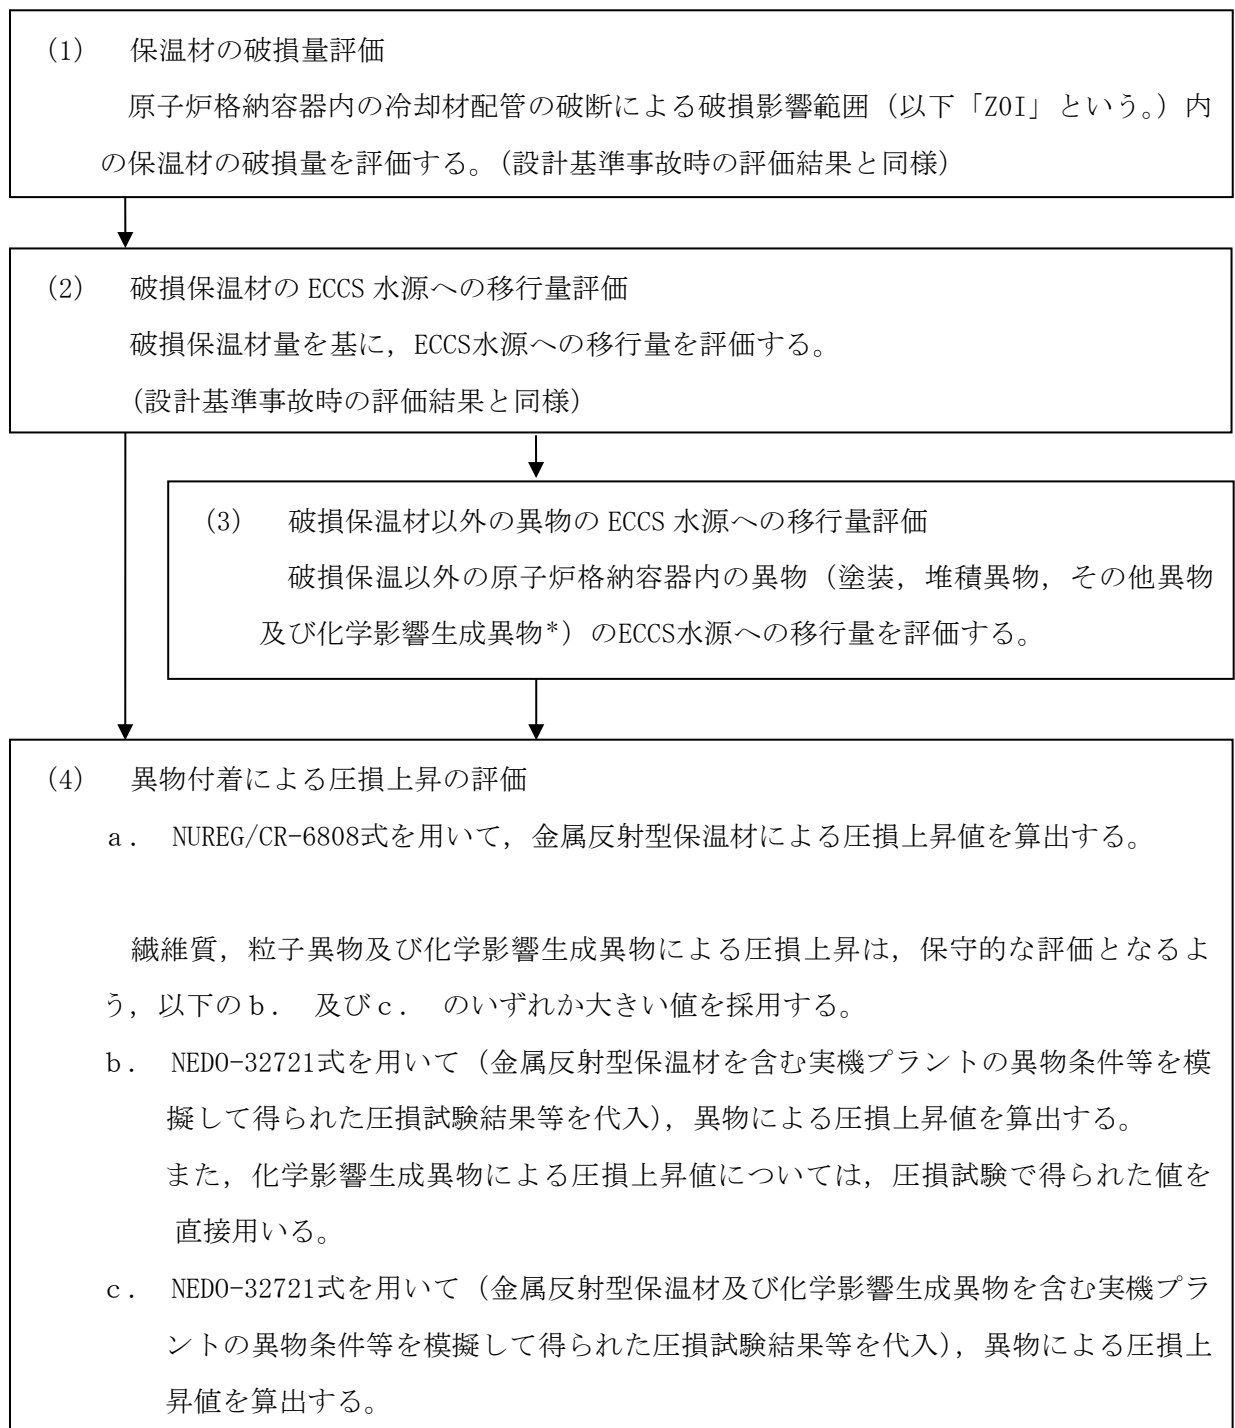 (1) 保温材の破損量評価
原子炉格納容器内の冷却材配管の破断による破損影響範囲（以下「ZOI」という。）内
の保温材の破損量を評価する。（設計基準事故時の評価結果と同様）
(2) 破損保温材の ECCS 水源への移行量評価
破損保温材量を基に，ECCS水源への移行量を評価する。
（設計基準事故時の評価結果と同様）
(3) 破損保温材以外の異物の ECCS 水源への移行量評価
破損保温以外の原子炉格納容器内の異物（塗装，堆積異物，その他異物
及び化学影響生成異物*）のECCS水源への移行量を評価する。
(4) 異物付着による圧損上昇の評価
ａ． NUREG/CR-6808式を用いて，金属反射型保温材による圧損上昇値を算出する。
繊維質，粒子異物及び化学影響生成異物による圧損上昇は，保守的な評価となるよ
う，以下のｂ． 及びｃ． のいずれか大きい値を採用する。
ｂ． NEDO-32721式を用いて（金属反射型保温材を含む実機プラントの異物条件等を模
擬して得られた圧損試験結果等を代入），異物による圧損上昇値を算出する。
また，化学影響生成異物による圧損上昇値については，圧損試験で得られた値を
直接用いる。
ｃ． NEDO-32721式を用いて（金属反射型保温材及び化学影響生成異物を含む実機プラ
ントの異物条件等を模擬して得られた圧損試験結果等を代入），異物による圧損上
昇値を算出する。